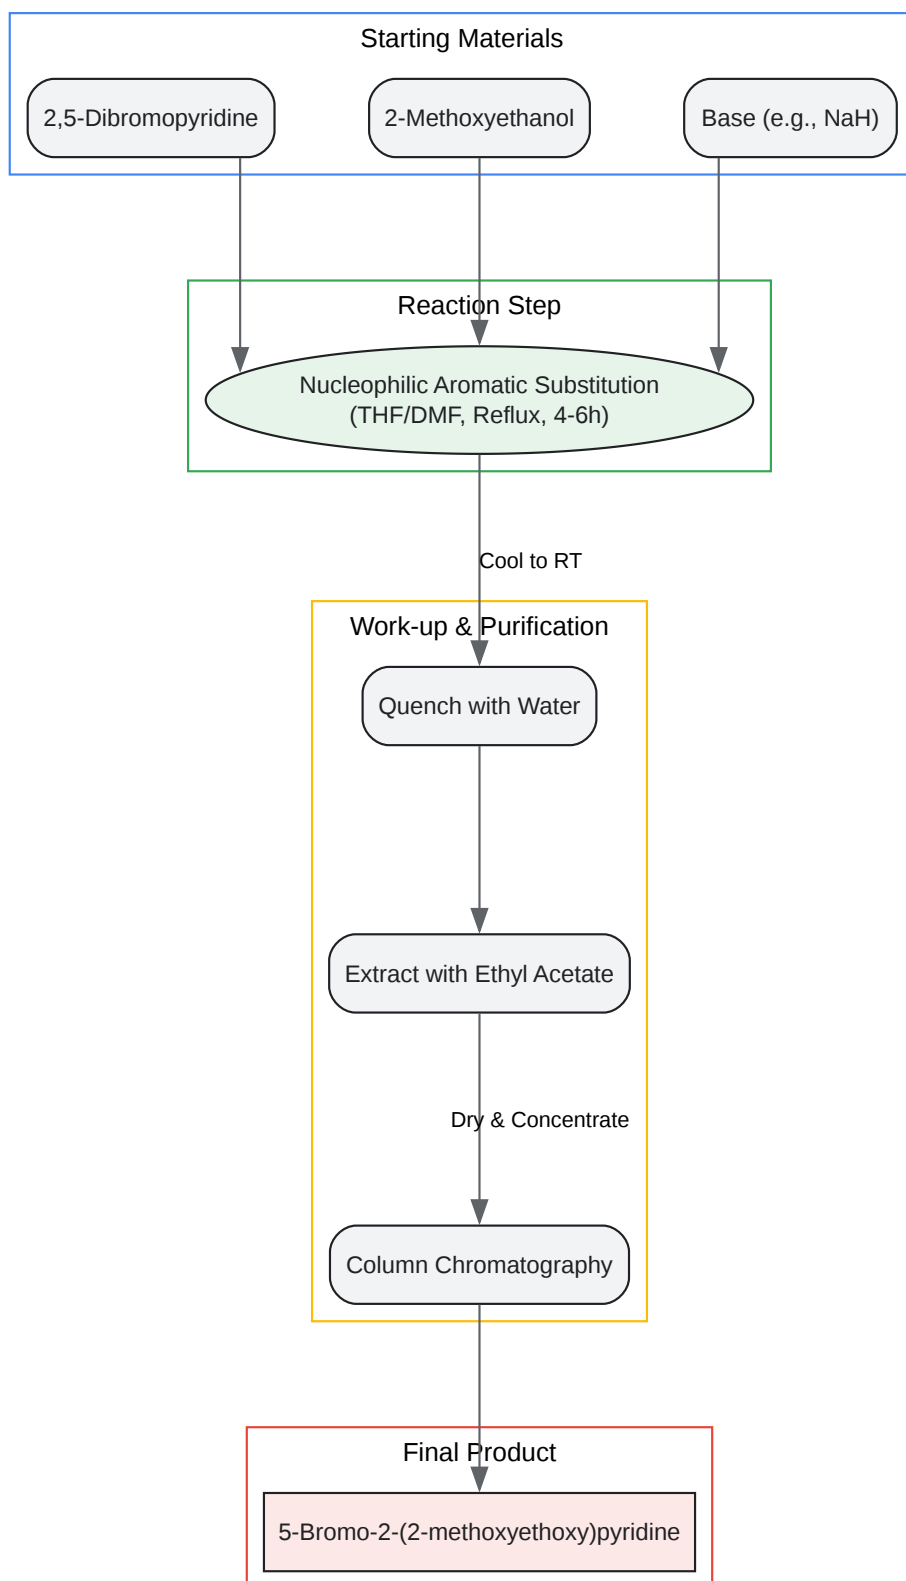 Starting Materials
2,5-Dibromopyridine
2-Methoxyethanol
Base (e.g., NaH)
Reaction Step
Nucleophilic Aromatic Substitution
(THF/DMF, Reflux, 4-6h)
Cool to RT
Work-up & Purification
Quench with Water
Extract with Ethyl Acetate
Dry & Concentrate
Column Chromatography
Final Product
5-Bromo-2-(2-methoxyethoxy)pyridine